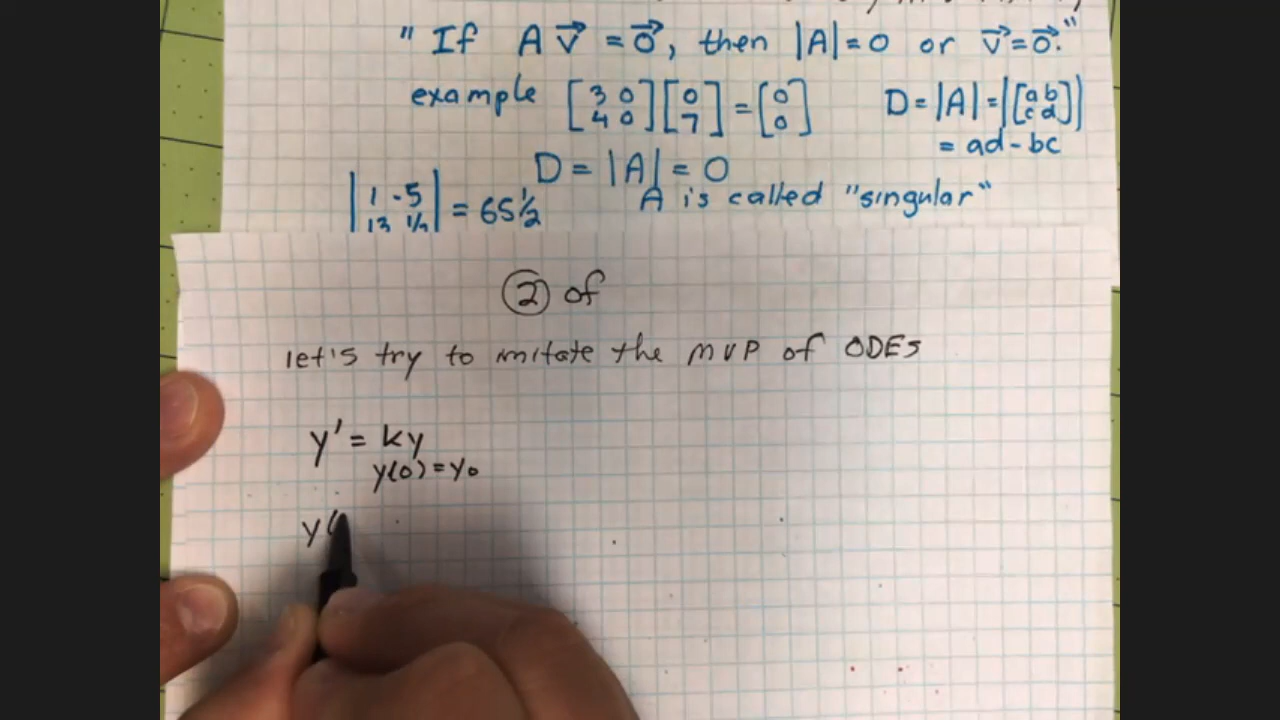 " If A v⃗ = 0⃗, then |A| = 0 or v⃗ = 0⃗."
example [3 0; 4 0] [0; 7] = [0; 0] D = |A| = |[a b; c d]|
= ad - bc
D = |A| = 0
|1 -5; 13 1/2| = 65 1/2 A is called "singular"
② of
let's try to imitate the MVP of ODEs
y' = ky
y(0) = y0
y(